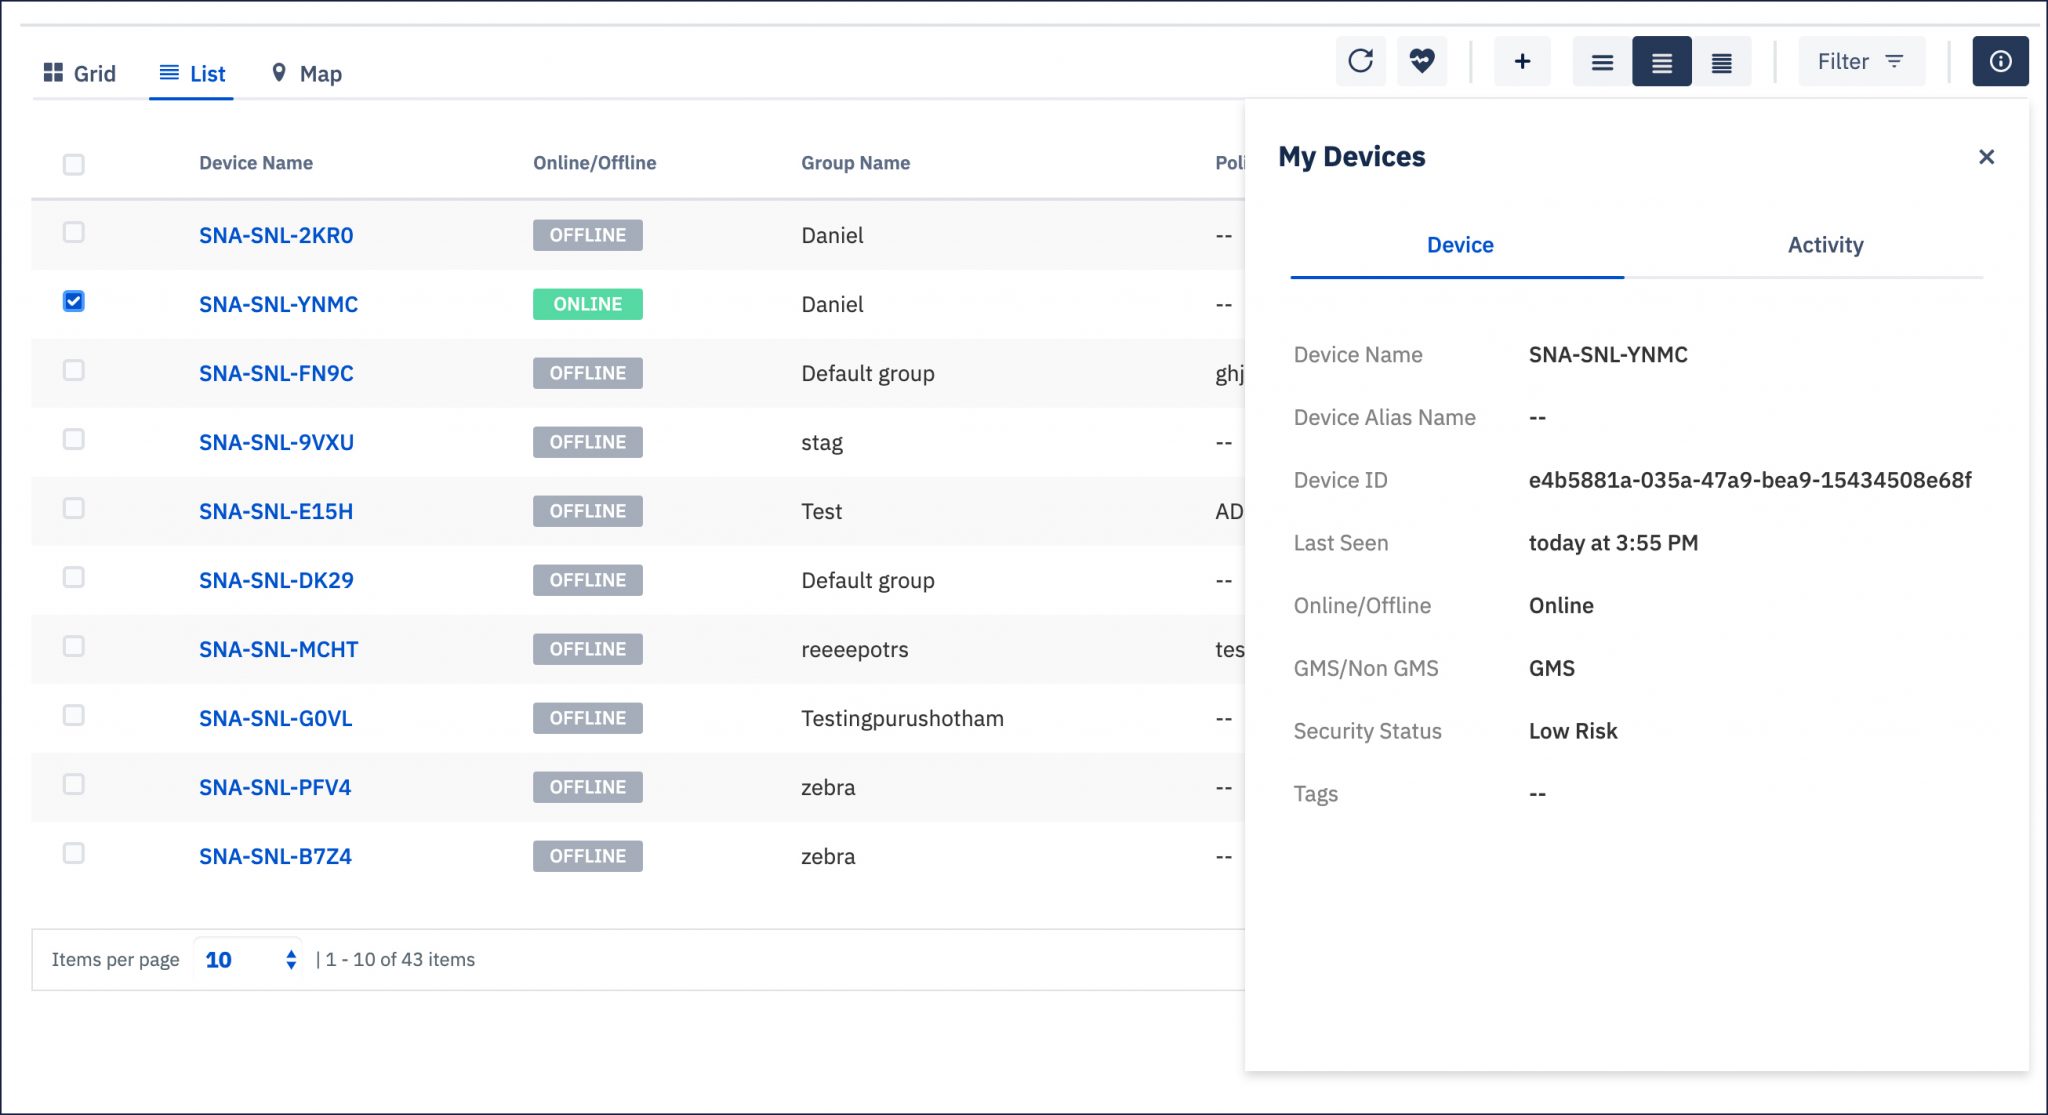 Grid List Map Filter
Device Name Online/Offline Group Name Poli
SNA-SNL-2KR0 OFFLINE Daniel --
SNA-SNL-YNMC ONLINE Daniel --
SNA-SNL-FN9C OFFLINE Default group ghj
SNA-SNL-9VXU OFFLINE stag --
SNA-SNL-E15H OFFLINE Test AD
SNA-SNL-DK29 OFFLINE Default group --
SNA-SNL-MCHT OFFLINE reeeepotrs tes
SNA-SNL-G0VL OFFLINE Testingpurushotham --
SNA-SNL-PFV4 OFFLINE zebra --
SNA-SNL-B7Z4 OFFLINE zebra --
Items per page 10 | 1 - 10 of 43 items
My Devices
Device Activity
Device Name SNA-SNL-YNMC
Device Alias Name --
Device ID e4b5881a-035a-47a9-bea9-15434508e68f
Last Seen today at 3:55 PM
Online/Offline Online
GMS/Non GMS GMS
Security Status Low Risk
Tags --